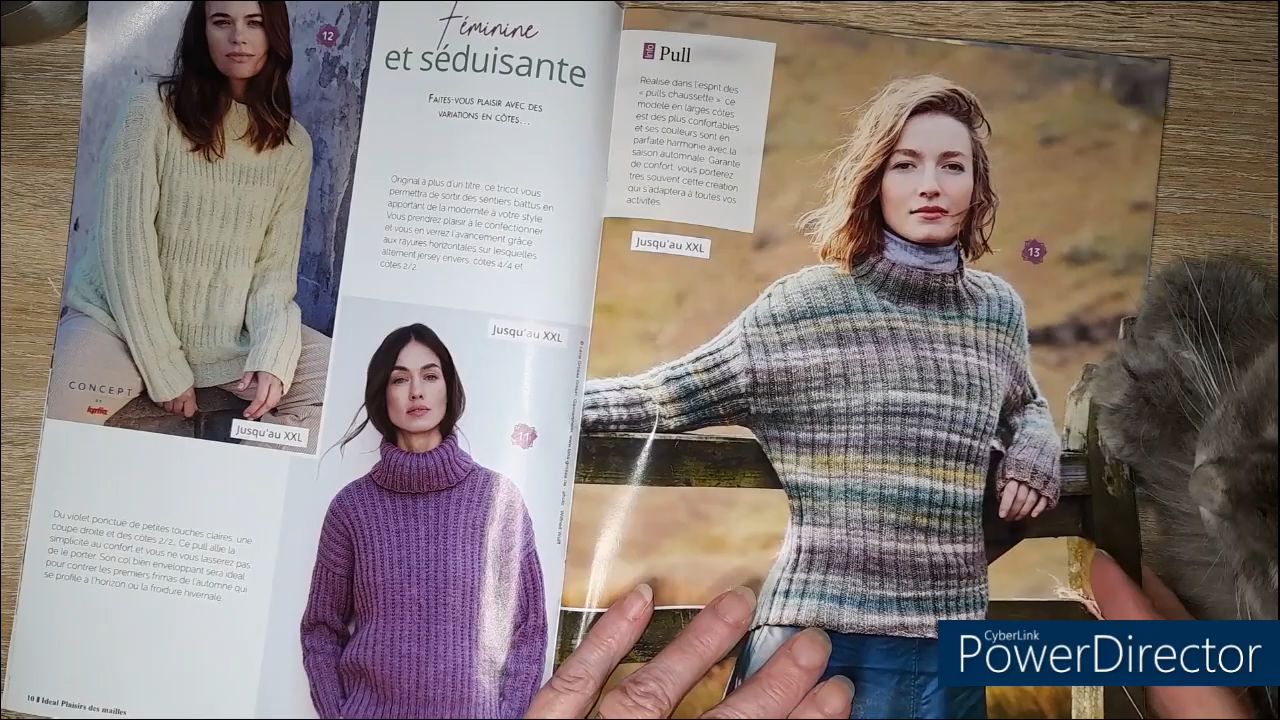 12
Féminine
et séduisante
FAITES-VOUS PLAISIR AVEC DES
VARIATIONS EN CÔTES...
Original à plus d'un titre, ce tricot vous
permettra de sortir des sentiers battus en
apportant de la modernité à votre style.
Vous prendrez plaisir à le confectionner
et vous en verrez l'avancement grâce
aux rayures horizontales sur lesquelles
alternent jersey envers, côtes 4/4 et
côtes 2/2.
CONCEPT
BY
katia
Jusqu'au XXL
Jusqu'au XXL
11
Du violet ponctué de petites touches claires, une
coupe droite et des côtes 2/2. Ce pull allie la
simplicité au confort et vous ne vous lasserez pas
de le porter. Son col bien enveloppant sera idéal
pour contrer les premiers frimas de l'automne qui
se profile à l'horizon ou la froidure hivernale.
10 Ideal Plaisirs des mailles
Info Pull
Réalisé dans l'esprit des
« pulls chaussette », ce
modèle en larges côtes
est des plus confortables
et ses couleurs sont en
parfaite harmonie avec la
saison automnale. Garante
de confort, vous porterez
très souvent cette création
qui s'adaptera à toutes vos
activités.
Jusqu'au XXL
13
CyberLink
PowerDirector